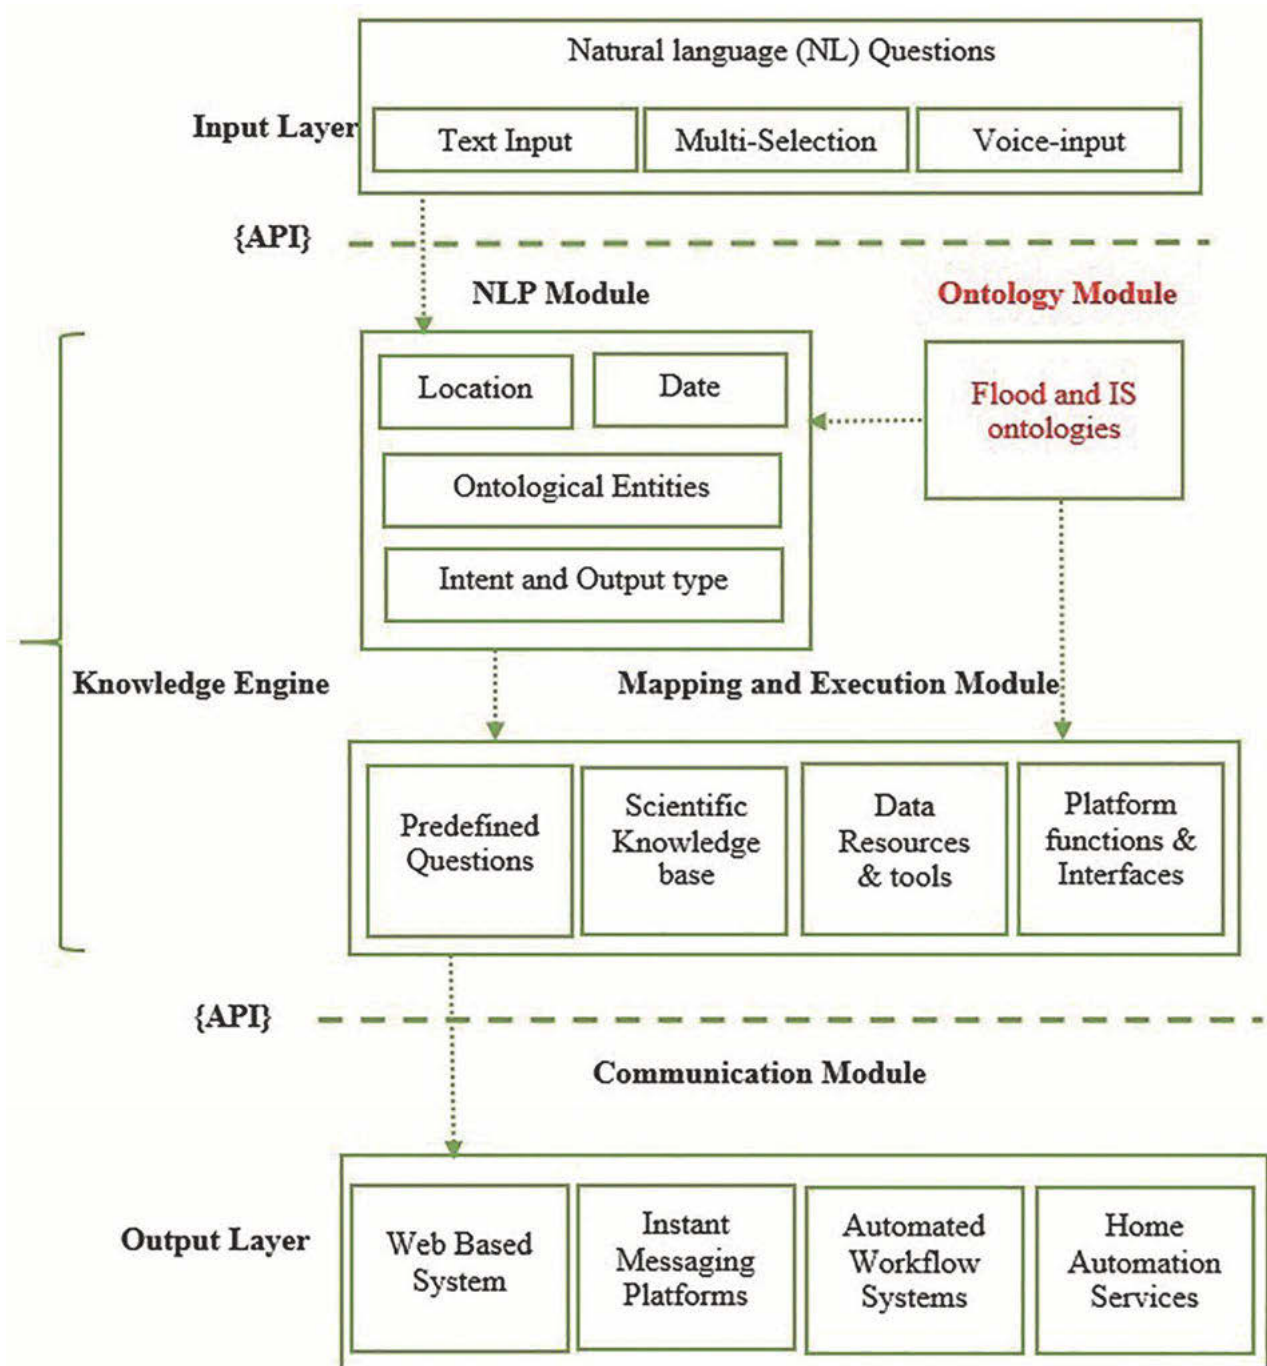 Natural language (NL) Questions
Input Layer
Text Input
Multi-Selection
Voice-input
{API}
NLP Module
Ontology Module
Location
Date
Flood and IS
ontologies
Ontological Entities
Intent and Output type
Knowledge Engine
Mapping and Execution Module
Predefined
Questions
Scientific
Knowledge
base
Data
Resources
& tools
Platform
functions &
Interfaces
{API}
Communication Module
Output Layer
Web Based
System
Instant
Messaging
Platforms
Automated
Workflow
Systems
Home
Automation
Services